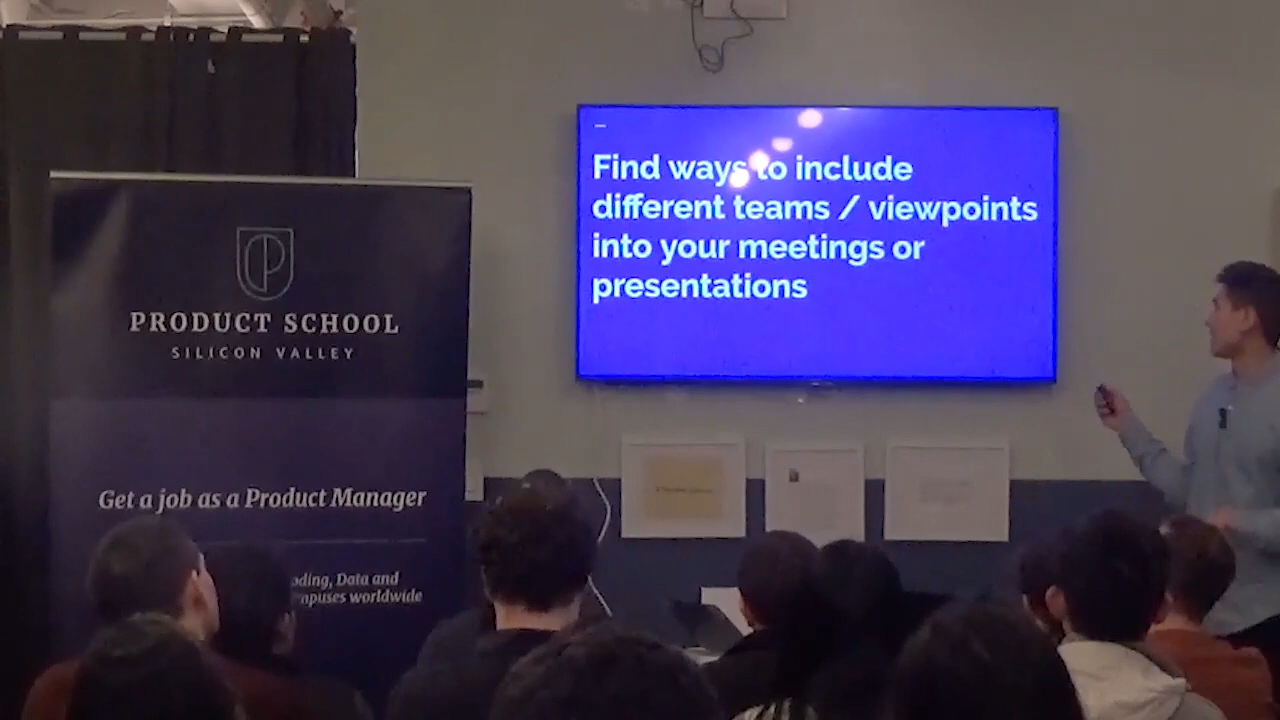 PRODUCT SCHOOL
SILICON VALLEY
Get a job as a Product Manager
Data and
worldwide
Find ways to include
different teams / viewpoints
into your meetings or
presentations